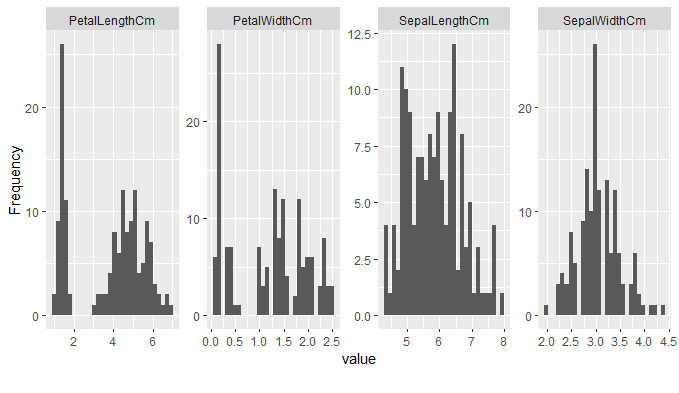 PetalLengthCm PetalWidthCm SepalLengthCm SepalWidthCm
Frequency
0 10 20
0 10 20
0.0 2.5 5.0 7.5 10.0 12.5
0 10 20
2 4 6
0.0 0.5 1.0 1.5 2.0 2.5
5 6 7 8
2.0 2.5 3.0 3.5 4.0 4.5
value